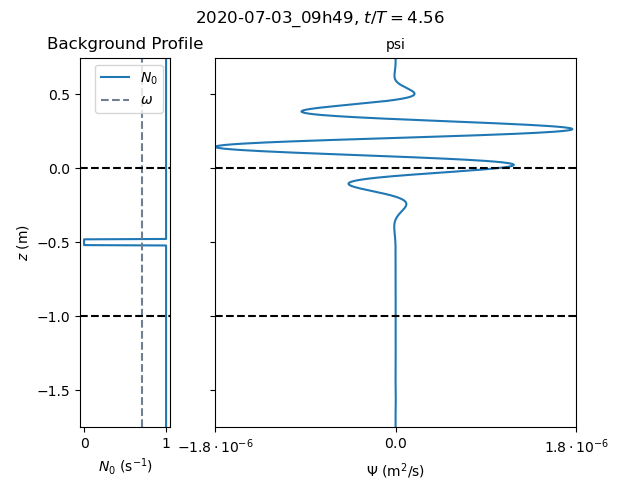 2020-07-03_09h49, t/T = 4.56
Background Profile
psi
N₀
ω
0.5
0.0
−0.5
−1.0
−1.5
z (m)
0
1
−1.8 · 10⁻⁶
0.0
1.8 · 10⁻⁶
N₀ (s⁻¹)
Ψ (m²/s)